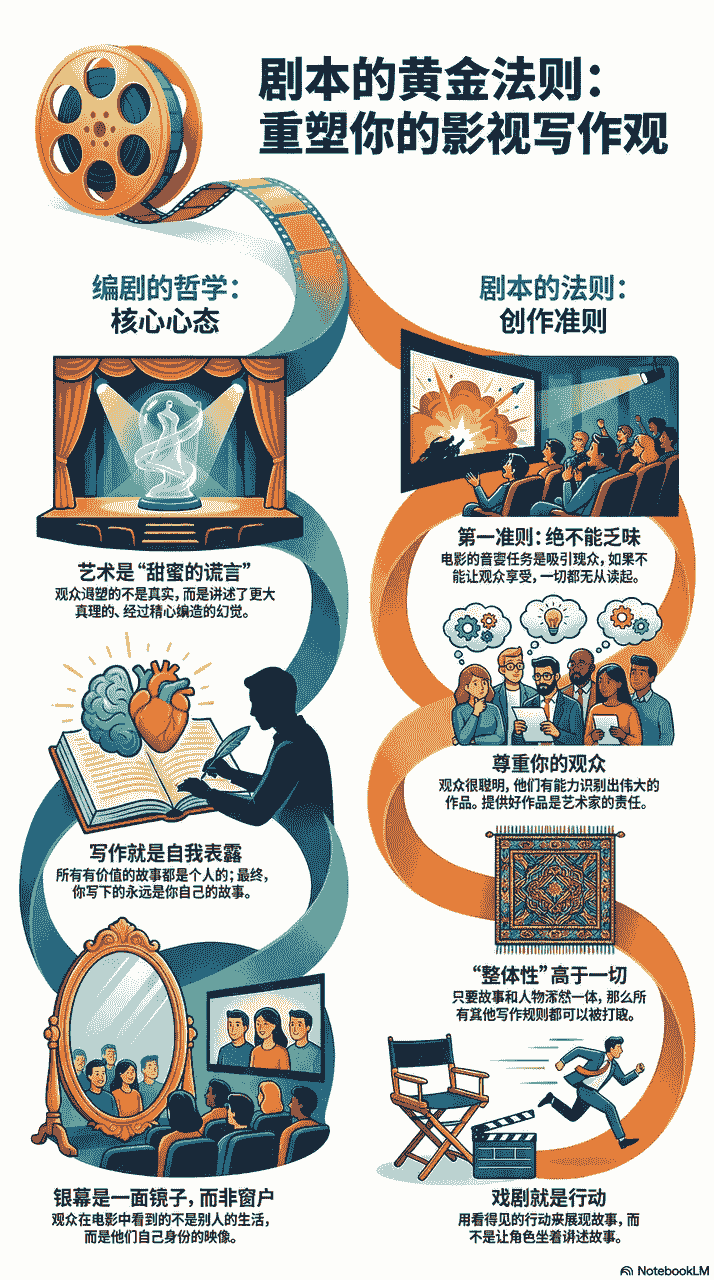 剧本的黄金法则：
重塑你的影视写作观
编剧的哲学：
核心心态
艺术是“甜蜜的谎言”
观众渴望的不是真实，而是讲述了更大
真理的、经过精心编造的幻觉。
写作就是自我表露
所有有价值的故事都是个人的；最终，
你写下的永远是你自己的故事。
银幕是一面镜子，而非窗户
观众在电影中看到的不是别人的生活，
而是他们自己身份的映像。
剧本的法则：
创作准则
第一准则：绝不能乏味
电影的任务是吸引观众，如果不
能让观众享受，一切都无从谈起。
尊重你的观众
观众很聪明，他们有能力识别出伟大的
作品。提供好作品是艺术家的责任。
“整体性”高于一切
只要故事和人物浑然一体，那么所
有其他写作规则都可以被打破。
戏剧就是行动
用看得见的行动来展现故事，而
不是让角色坐着讲述故事。
NotebookLM